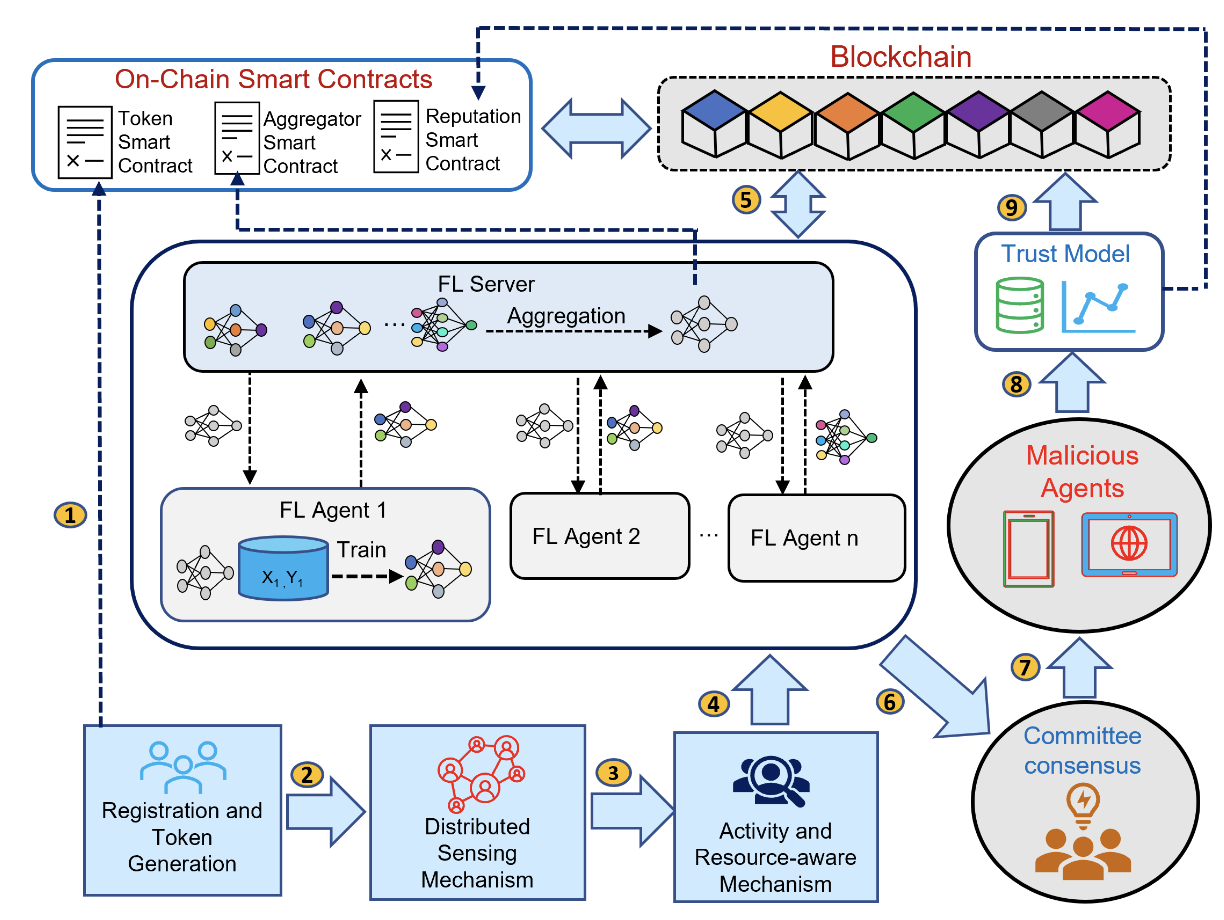 Blockchain
On-Chain Smart Contracts
Token
Smart
Contract
Aggregator
Smart
Contract
Reputation
Smart
Contract
5
9
Trust Model
FL Server
...
Aggregation
8
Malicious
Agents
1
FL Agent 1
Train
X1,Y1
FL Agent 2
...
FL Agent n
7
4
6
2
3
Registration and
Token
Generation
Distributed
Sensing
Mechanism
Activity and
Resource-aware
Mechanism
Committee
consensus